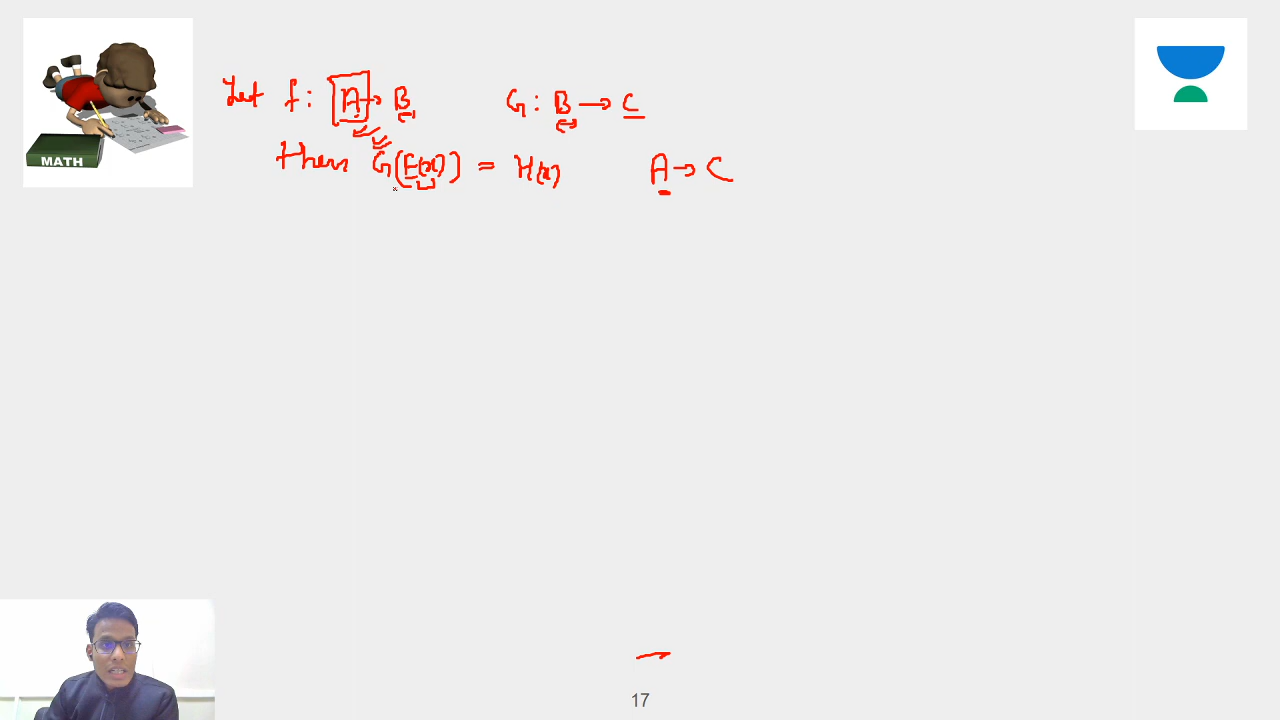 Let f: A → B G: B → C
then G(F(x)) = H(x) A → C
MATH
17